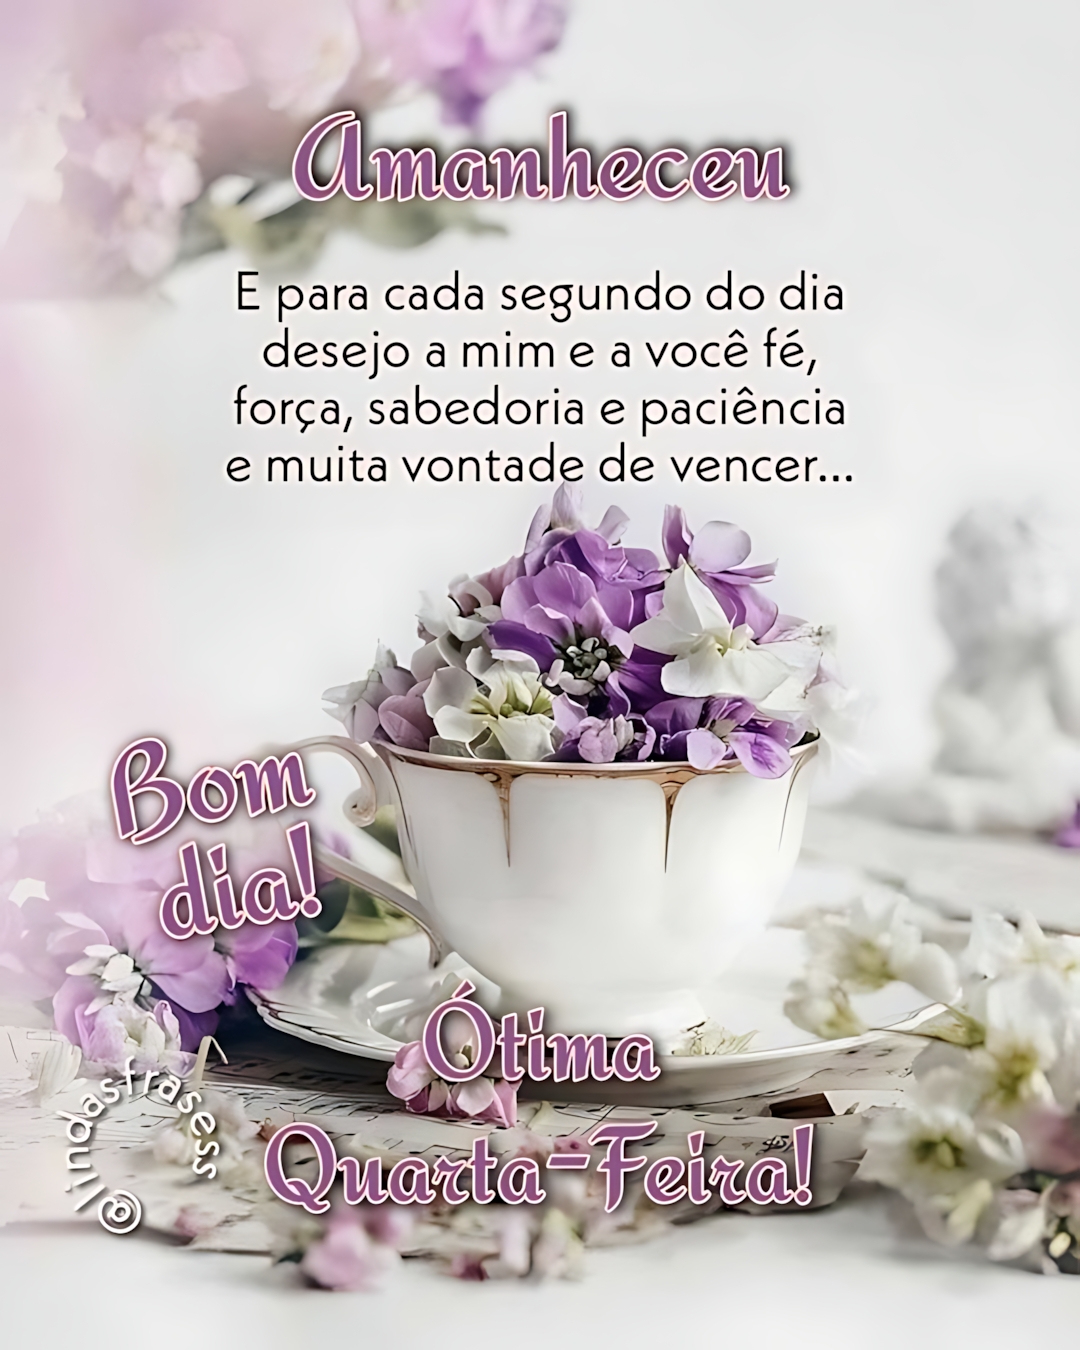 Amanheceu
E para cada segundo do dia
desejo a mim e a você fé,
força, sabedoria e paciência
e muita vontade de vencer...
Bom
dia!
Ótima
Quarta-Feira!
@lindasfrasess